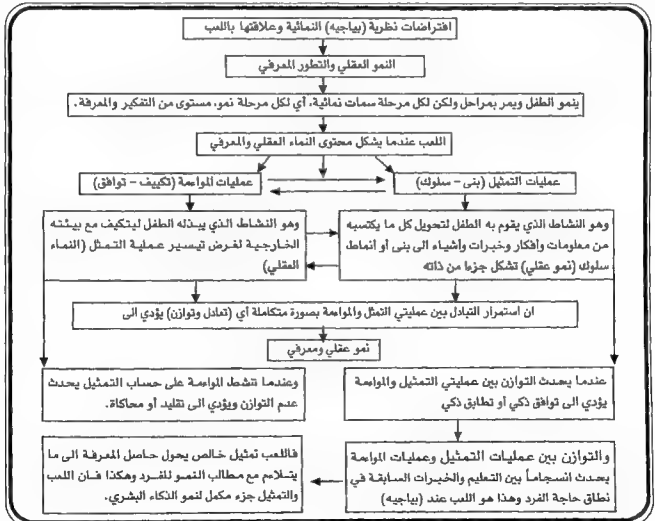 افتراضات نظرية (بياجيه) النمائية وعلاقتها باللعب
النمو العقلي والتطور المعرفي
ينمو الطفل ويمر بمراحل ولكن لكل مرحلة سمات نمائية، أي لكل مرحلة نمو، مستوى من التفكير والمعرفة.
اللعب عندما يشكل محتوى النماء العقلي والمعرفي
عمليات التمثيل (بنى – سلوك)
عمليات المواءمة (تكييف – توافق)
وهو النشاط الذي يقوم به الطفل لتحويل كل ما يكتسبه
من معلومات وأفكار وخبرات وأشياء الى بنى أو أنماط
سلوك (نمو عقلي) تشكل جزءا من ذاته
وهو النشاط الذي يبذله الطفل ليتكيف مع بيئته
الخارجية لغرض تيسير عملية التمثل (النماء
العقلي)
ان استمرار التبادل بين عمليتي التمثل والمواءمة بصورة متكاملة أي (تعادل وتوازن) يؤدي الى
نمو عقلي ومعرفي
عندما يحدث التوازن بين عمليتي التمثيل والمواءمة
يؤدي الى توافق ذكي أو تطابق ذكي
وعندما تنشط المواءمة على حساب التمثيل يحدث
عدم التوازن ويؤدي الى تقليد أو محاكاة.
والتوازن بين عمليات التمثيل وعمليات المواءمة
يحدث انسجاماً بين التعليم والخبرات السابقة في
نطاق حاجة الفرد وهذا هو اللعب عند (بياجيه)
فاللعب تمثيل خالص يحول حاصل المعرفة الى ما
يتلاءم مع مطالب النمو للفرد وهكذا فان اللعب
والتمثيل جزء مكمل لنمو الذكاء البشري.